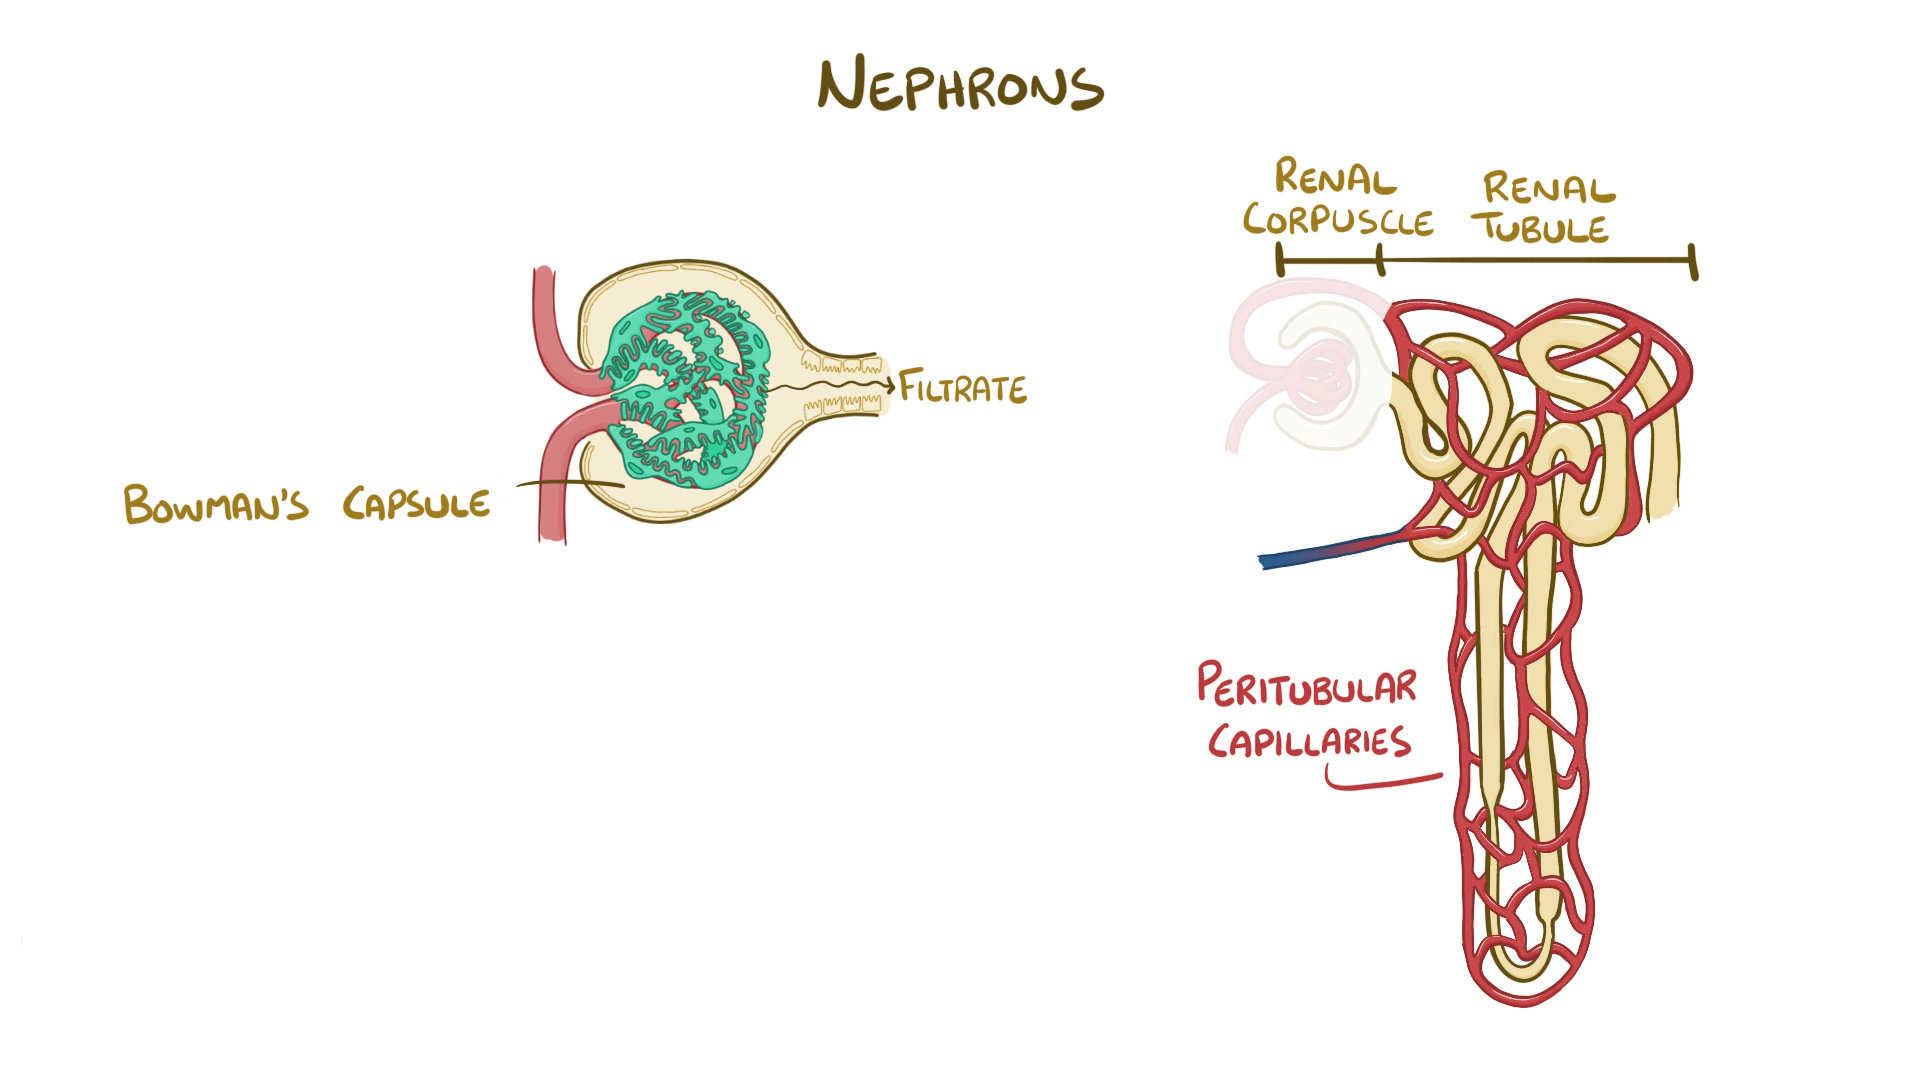 NEPHRONS
RENAL
CORPUSCLE
RENAL
TUBULE
FILTRATE
BOWMAN'S CAPSULE
PERITUBULAR
CAPILLARIES